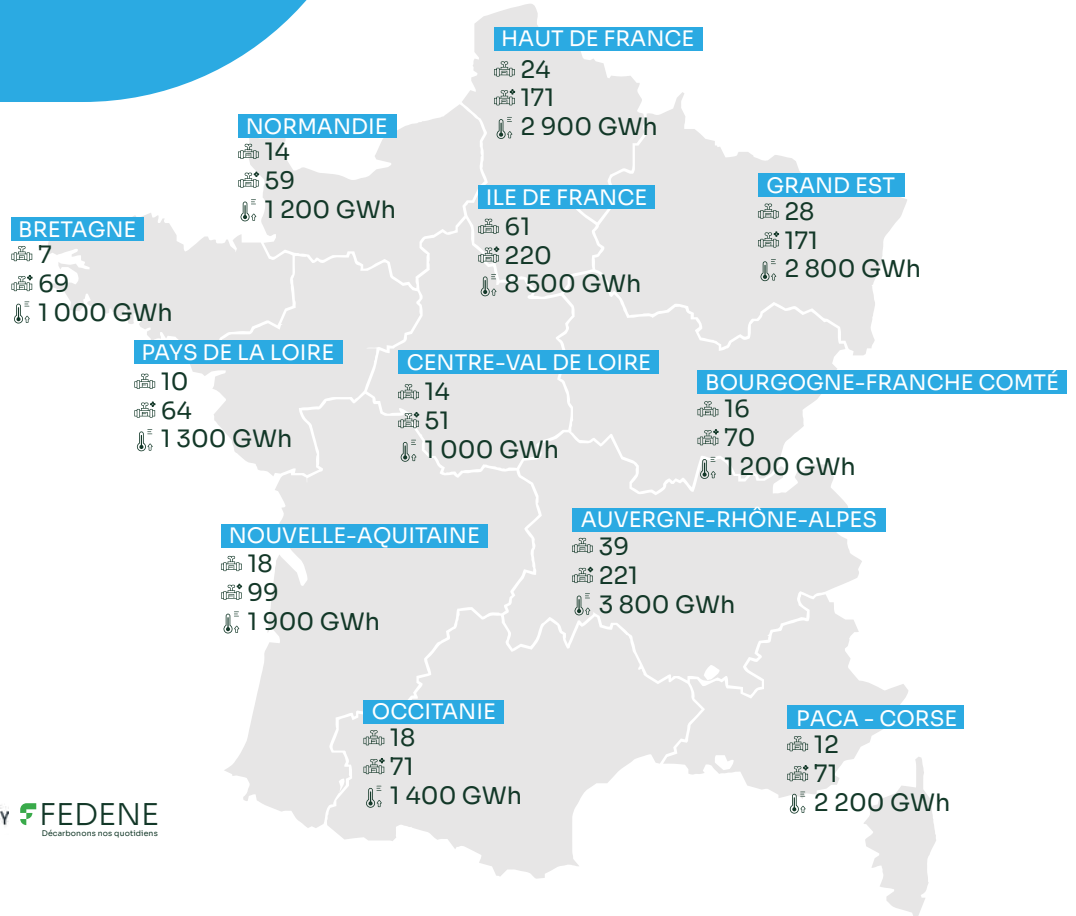 HAUT DE FRANCE
24
171
2 900 GWh
NORMANDIE
14
59
1 200 GWh
ILE DE FRANCE
61
220
8 500 GWh
GRAND EST
28
171
2 800 GWh
BRETAGNE
7
69
1 000 GWh
PAYS DE LA LOIRE
10
64
1 300 GWh
CENTRE-VAL DE LOIRE
14
51
1 000 GWh
BOURGOGNE-FRANCHE COMTÉ
16
70
1 200 GWh
NOUVELLE-AQUITAINE
18
99
1 900 GWh
AUVERGNE-RHÔNE-ALPES
39
221
3 800 GWh
OCCITANIE
18
71
1 400 GWh
PACA - CORSE
12
71
2 200 GWh
Y FEDENE
Décarbonons nos quotidiens